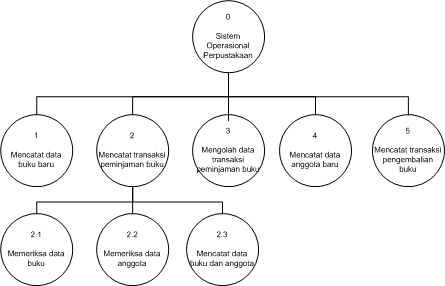 0
Sistem
Operasional
Perpustakaan
1
Mencatat data
buku baru
2
Mencatat transaksi
peminjaman buku
3
Mengolah data
transaksi
peminjaman buku
4
Mencatat data
anggota baru
5
Mencatat transaksi
pengembalian
buku
2.1
Memeriksa data
buku
2.2
Memeriksa data
anggota
2.3
Mencatat data
buku dan anggota